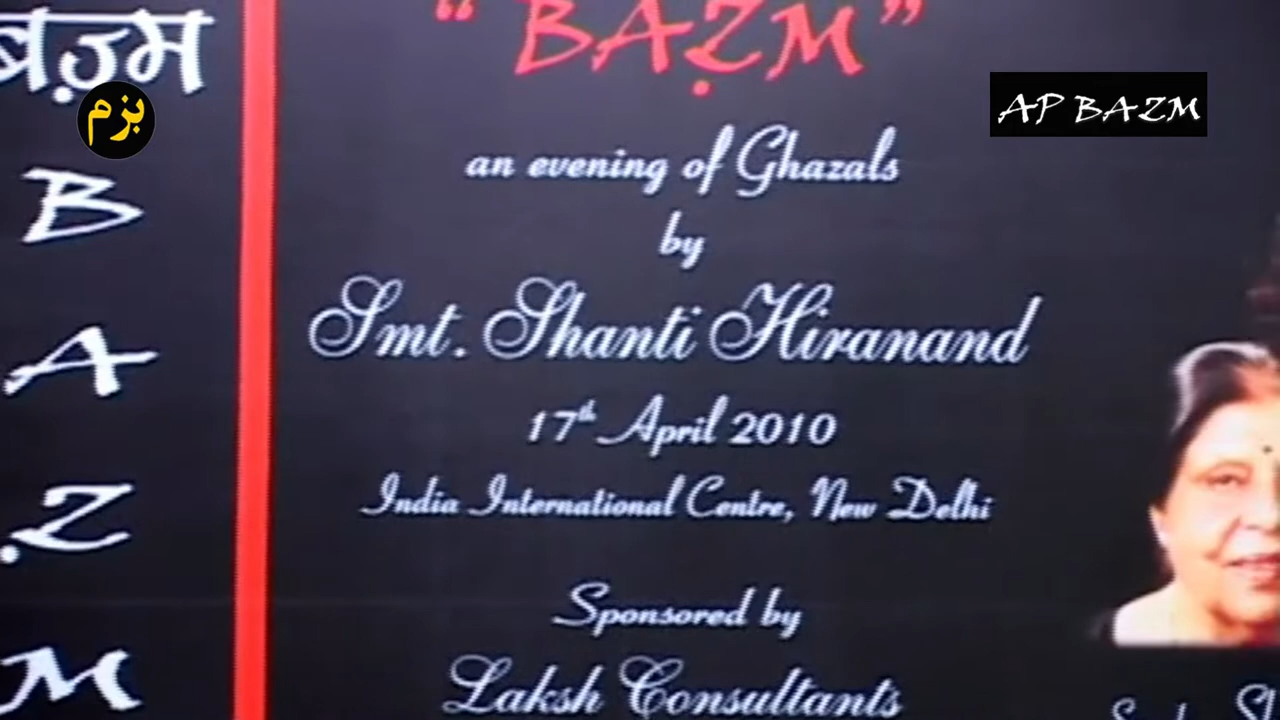 बज़्म
بزم
B
A
Z
M
"BAZM"
an evening of Ghazals
by
Smt. Shanti Hiranand
17th April 2010
India International Centre, New Delhi
Sponsored by
Laksh Consultants
AP BAZM